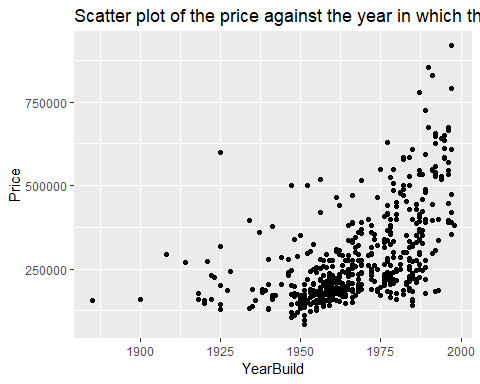 Scatter plot of the price against the year in which th
750000
500000
250000
Price
1900
1925
1950
1975
2000
YearBuild